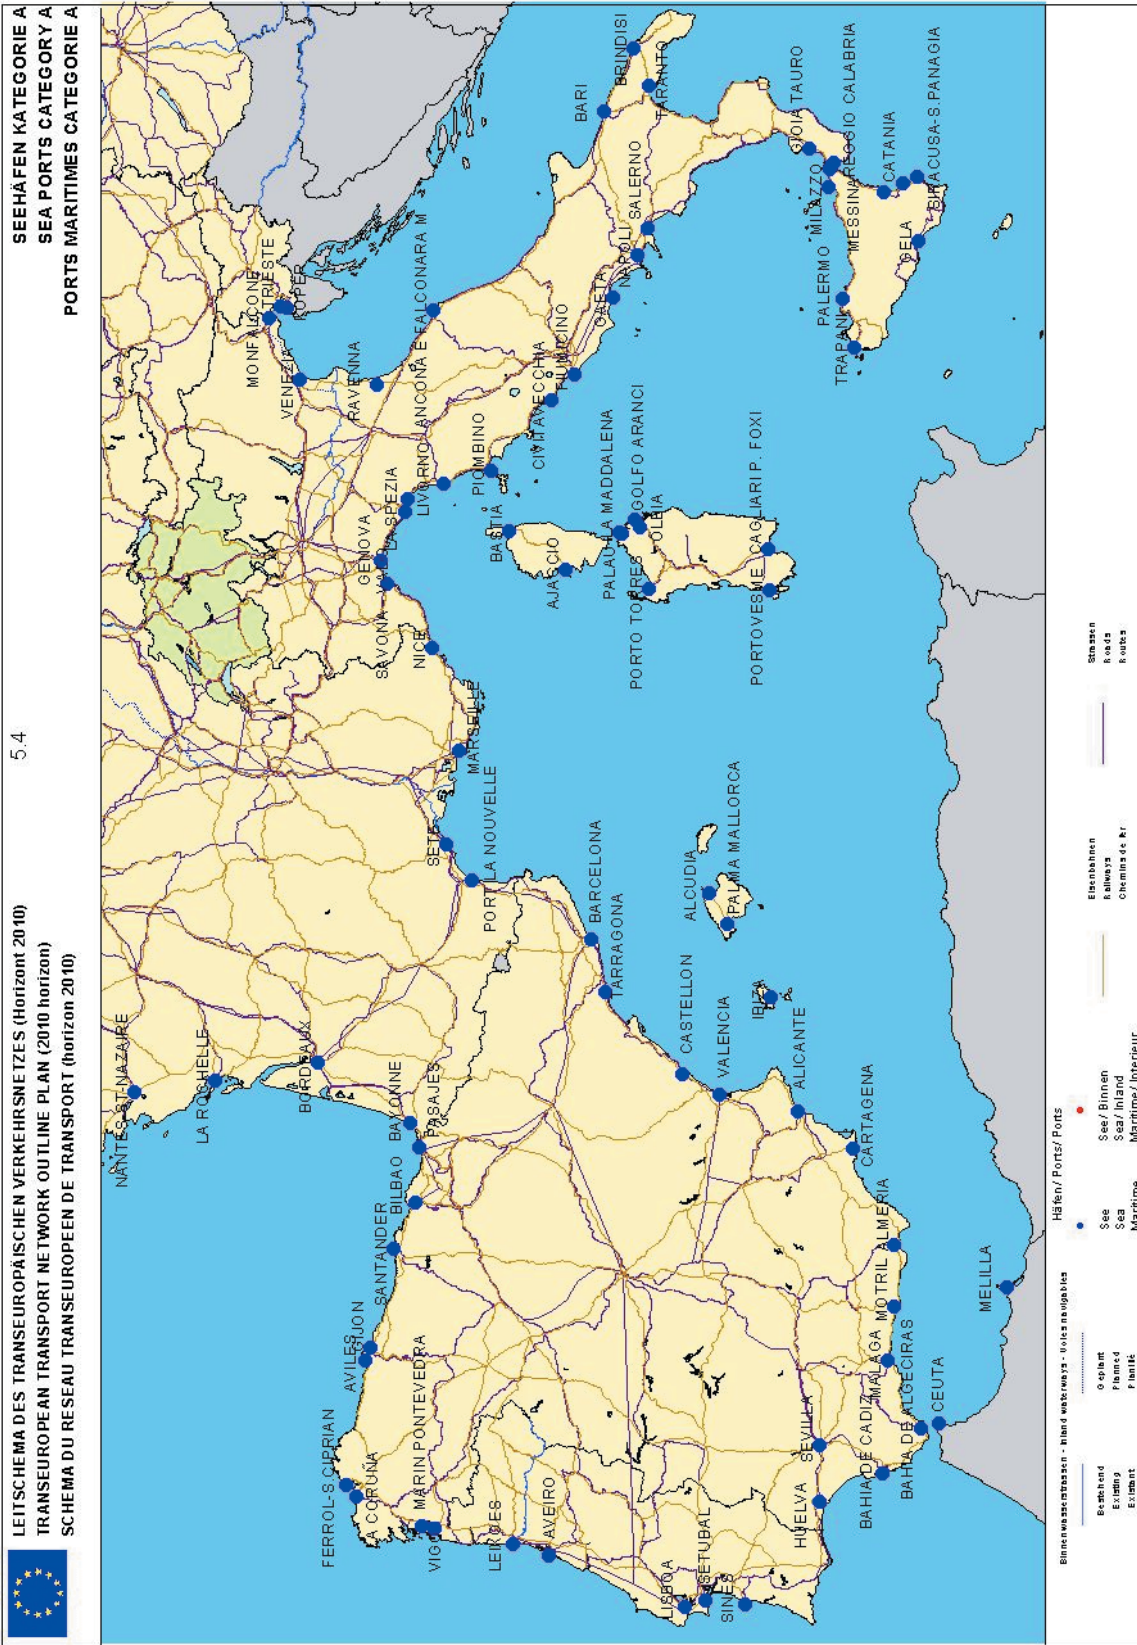 LEITSCHEMA DES TRANSEUROPÄISCHEN VERKEHRSNETZES (Horizont 2010)
TRANSEUROPEAN TRANSPORT NETWORK OUTLINE PLAN (2010 horizon)
SCHEMA DU RESEAU TRANSEUROPEEN DE TRANSPORT (horizon 2010)
5.4
SEEHÄFEN KATEGORIE A
SEA PORTS CATEGORY A
PORTS MARITIMES CATEGORIE A
NANTES-ST-NAZAIRE
LA ROCHELLE
BORDEAUX
BAYONNE
PASAJES
BILBAO
SANTANDER
GIJON
AVILES
FERROL-S.CIPRIAN
LA CORUÑA
MARIN PONTEVEDRA
VIGO
LEIXOES
AVEIRO
LISBOA
SETUBAL
SINES
HUELVA
SEVILLA
BAHIA DE CADIZ
BAHIA DE ALGECIRAS
CEUTA
MALAGA
MOTRIL
ALMERIA
MELILLA
CARTAGENA
ALICANTE
VALENCIA
CASTELLON
IBIZA
PALMA MALLORCA
ALCUDIA
TARRAGONA
BARCELONA
PORT LA NOUVELLE
SETE
MARSEILLE
NICE
SAVONA-VADO
GENOVA
LA SPEZIA
LIVORNO
PIOMBINO
BASTIA
AJACCIO
CIVITAVECCHIA
FIUMICINO
GAETA
NAPOLI
SALERNO
PALAU
LA MADDALENA
GOLFO ARANCI
OLBIA
PORTO TORRES
PORTOVESME
CAGLIARI
P. FOXI
MONFALCONE
TRIESTE
KOPER
VENEZIA
RAVENNA
ANCONA E FALCONARA M
BARI
BRINDISI
TARANTO
GIOIA TAURO
REGGIO CALABRIA
MESSINA
MILAZZO
PALERMO
TRAPANI
GELA
CATANIA
SIRACUSA-S.PANAGIA
Binnenwasserstrassen - Inland waterways - Voies navigables
Bestehend
Existing
Existant
Geplant
Planned
Planifié
Häfen/ Ports/ Ports
See
Sea
Maritime
See/ Binnen
Sea/ Inland
Maritime/ Interieur
Eisenbahnen
Railways
Chemins de fer
Strassen
Roads
Routes